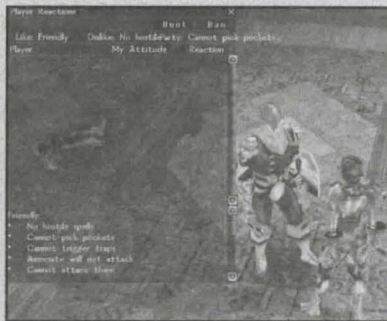 Player Reactions X
Boot Ban
Like: Friendly Dislike: No hostile Party: Cannot pick pockets.
Player My Attitude Reaction
Friendly:
* No hostile spells
* Cannot pick pockets
* Cannot trigger traps
* Associate will not attack
* Cannot attack them